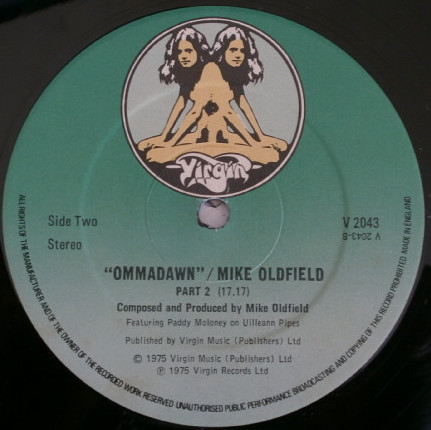 Virgin
Side Two
V 2043
Stereo
V 2043-B
"OMMADAWN"/MIKE OLDFIELD
PART 2 (17.17)
Composed and Produced by Mike Oldfield
Featuring Paddy Moloney on Uilleann Pipes
Published by Virgin Music (Publishers) Ltd
© 1975 Virgin Music (Publishers) Ltd
℗ 1975 Virgin Records Ltd
ALL RIGHTS OF THE MANUFACTURER AND OF THE OWNER OF THE RECORDED WORK RESERVED UNAUTHORISED PUBLIC PERFORMANCE BROADCASTING AND COPYING OF THIS RECORD PROHIBITED MADE IN ENGLAND